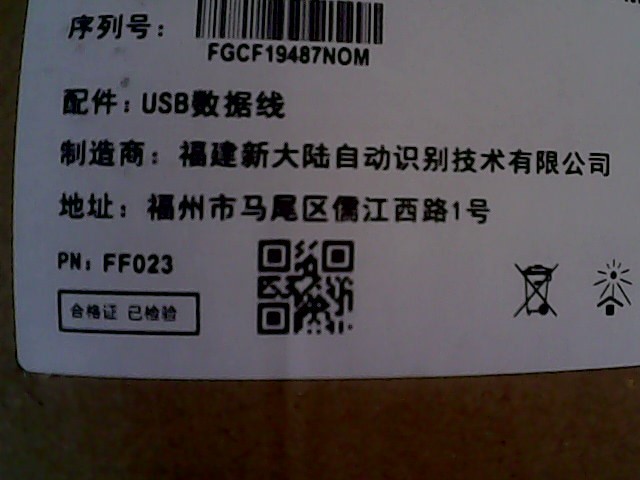 序列号：
FGCF19487NOM
配件：USB数据线
制造商：福建新大陆自动识别技术有限公司
地址：福州市马尾区儒江西路1号
PN：FF023
合格证 已检验